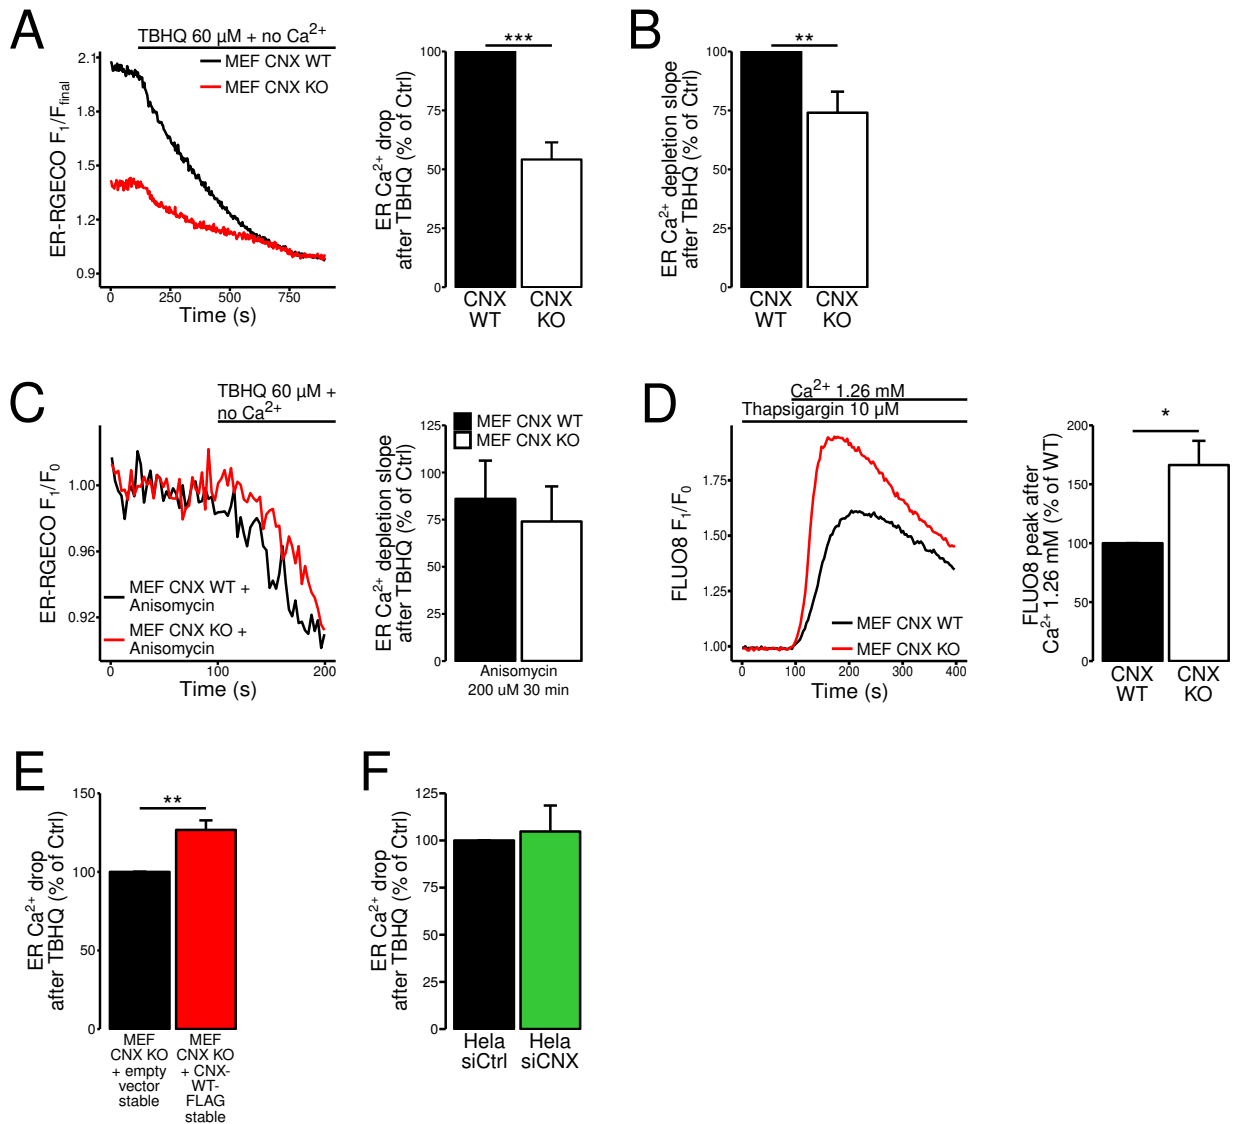 A
TBHQ 60 µM + no Ca2+
MEF CNX WT
MEF CNX KO
ER-RGECO F1/Ffinal
2.1
1.8
1.5
1.2
0.9
0
250
500
750
Time (s)
ER Ca2+ drop
after TBHQ (% of Ctrl)
100
75
50
25
0
***
CNX
WT
CNX
KO
B
ER Ca2+ depletion slope
after TBHQ (% of Ctrl)
100
75
50
25
0
**
CNX
WT
CNX
KO
C
TBHQ 60 µM +
no Ca2+
ER-RGECO F1/F0
1.00
0.96
0.92
MEF CNX WT +
Anisomycin
MEF CNX KO +
Anisomycin
0
100
200
Time (s)
ER Ca2+ depletion slope
after TBHQ (% of Ctrl)
125
100
75
50
25
0
MEF CNX WT
MEF CNX KO
Anisomycin
200 uM 30 min
D
Ca2+ 1.26 mM
Thapsigargin 10 µM
FLUO8 F1/F0
1.75
1.50
1.25
1.00
MEF CNX WT
MEF CNX KO
0
100
200
300
400
Time (s)
FLUO8 peak after
Ca2+ 1.26 mM (% of WT)
200
150
100
50
0
*
CNX
WT
CNX
KO
E
ER Ca2+ drop
after TBHQ (% of Ctrl)
150
100
50
0
**
MEF
CNX KO
+ empty
vector
stable
MEF
CNX KO
+ CNX-
WT-
FLAG
stable
F
ER Ca2+ drop
after TBHQ (% of Ctrl)
125
100
75
50
25
0
Hela
siCtrl
Hela
siCNX